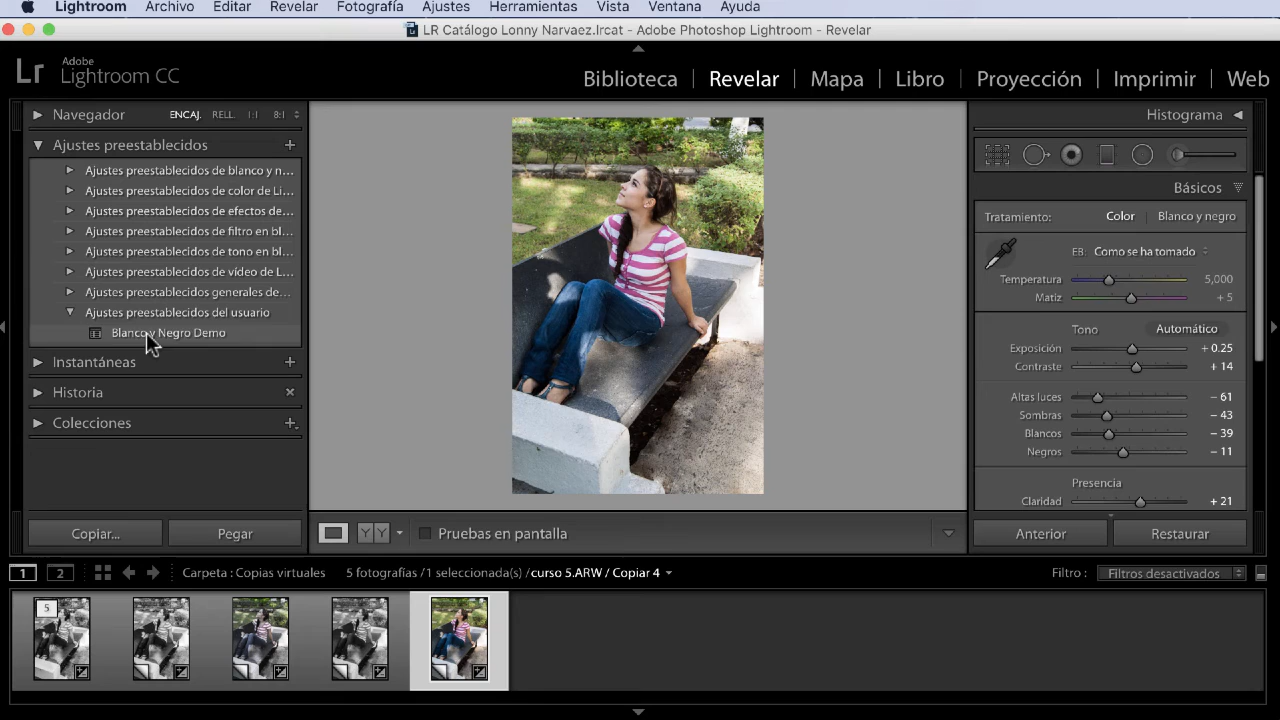 Lightroom Archivo Editar Revelar Fotografía Ajustes Herramientas Vista Ventana Ayuda
LR Catálogo Lonny Narvaez.lrcat - Adobe Photoshop Lightroom - Revelar
Lr Adobe Lightroom CC
Biblioteca | Revelar | Mapa | Libro | Proyección | Imprimir | Web
Navegador ENCAJ. RELL. 1:1 8:1
Ajustes preestablecidos +
Ajustes preestablecidos de blanco y n...
Ajustes preestablecidos de color de Li...
Ajustes preestablecidos de efectos de...
Ajustes preestablecidos de filtro en bl...
Ajustes preestablecidos de tono en bl...
Ajustes preestablecidos de vídeo de L...
Ajustes preestablecidos generales de...
Ajustes preestablecidos del usuario
Blanco y Negro Demo
Instantáneas +
Historia ×
Colecciones +
Copiar... Pegar
Histograma
Básicos
Tratamiento: Color | Blanco y negro
EB: Como se ha tomado
Temperatura 5,000
Matiz + 5
Tono Automático
Exposición + 0.25
Contraste + 14
Altas luces − 61
Sombras − 43
Blancos − 39
Negros − 11
Presencia
Claridad + 21
Anterior Restaurar
YY Pruebas en pantalla
1 2 Carpeta : Copias virtuales 5 fotografías /1 seleccionada(s) /curso 5.ARW / Copiar 4 Filtro : Filtros desactivados
5